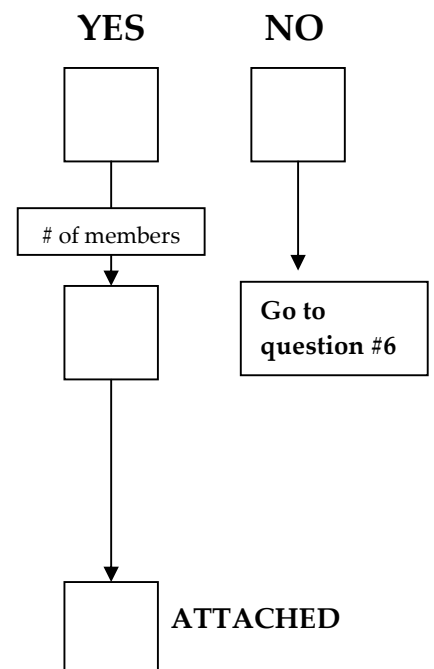 YES NO
# of members
Go to
question #6
ATTACHED